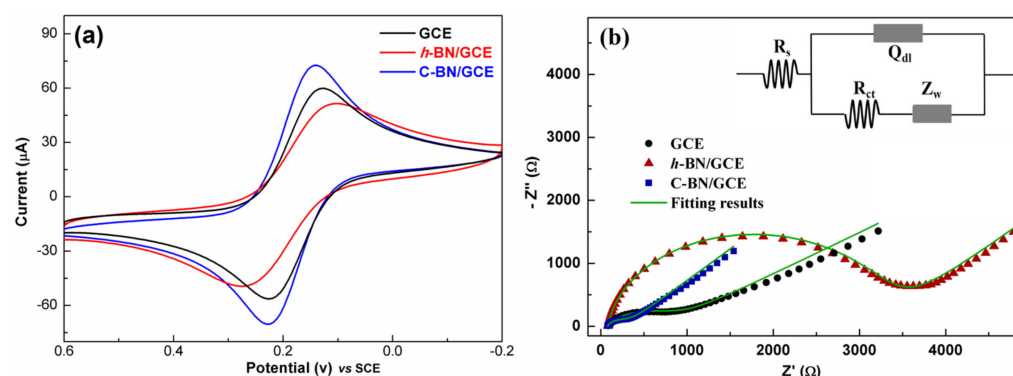 (a)
GCE
h-BN/GCE
C-BN/GCE
Current (μA)
90
60
30
0
-30
-60
0.6
0.4
0.2
0.0
-0.2
Potential (v) vs SCE
(b)
Rs
Qdl
Rct
Zw
GCE
h-BN/GCE
C-BN/GCE
Fitting results
- Z'' (Ω)
4000
3000
2000
1000
0
0
1000
2000
3000
4000
Z' (Ω)